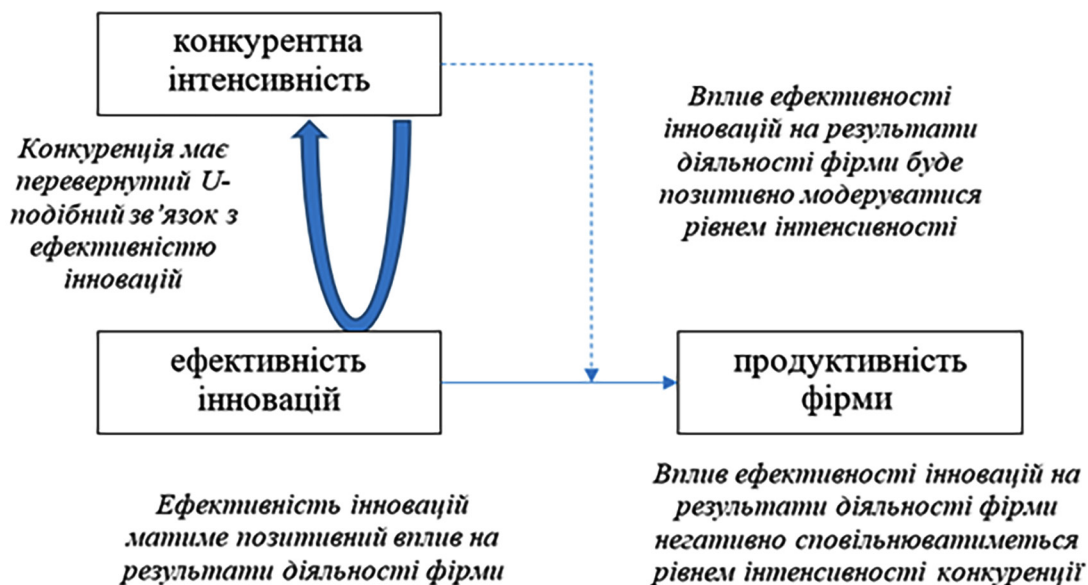 конкурентна
інтенсивність
Конкуренція має
перевернутий U-
подібний зв’язок з
ефективністю
інновацій
Вплив ефективності
інновацій на результати
діяльності фірми буде
позитивно модеруватися
рівнем інтенсивності
ефективність
інновацій
продуктивність
фірми
Ефективність інновацій
матиме позитивний вплив на
результати діяльності фірми
Вплив ефективності інновацій на
результати діяльності фірми
негативно сповільнюватиметься
рівнем інтенсивності конкуренції